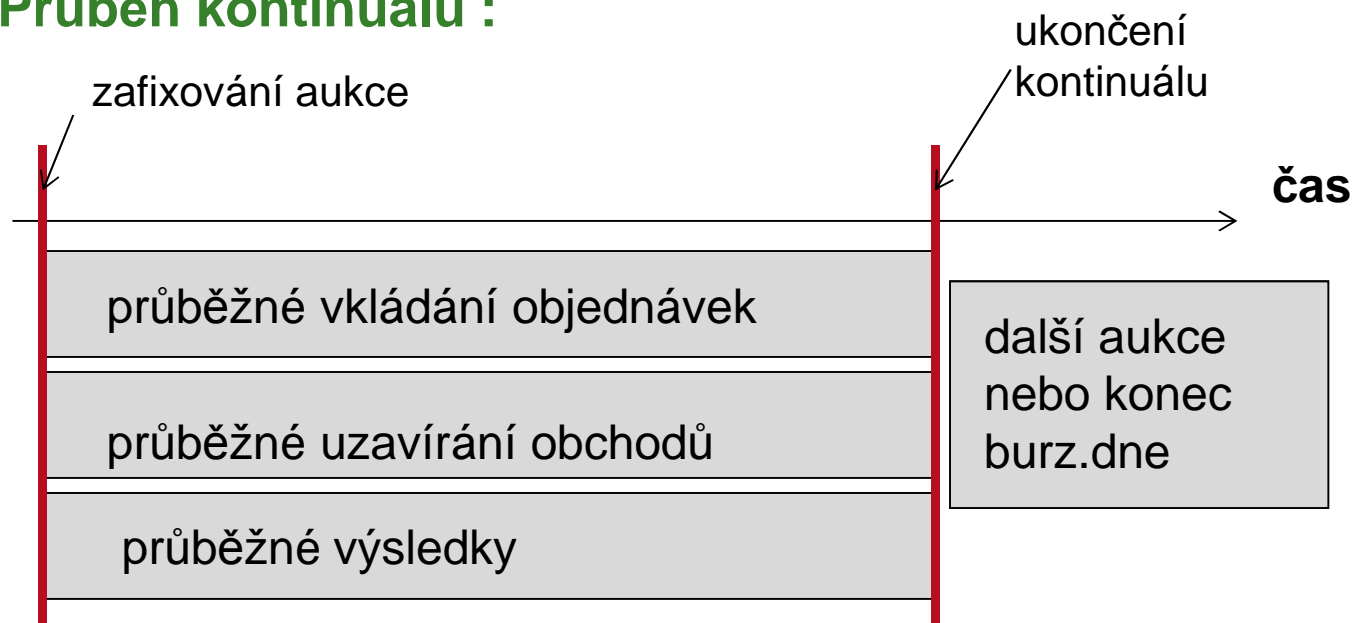 Průběh kontinuálu :
ukončení
kontinuálu
zafixování aukce
čas
průběžné vkládání objednávek
průběžné uzavírání obchodů
průběžné výsledky
další aukce
nebo konec
burz.dne